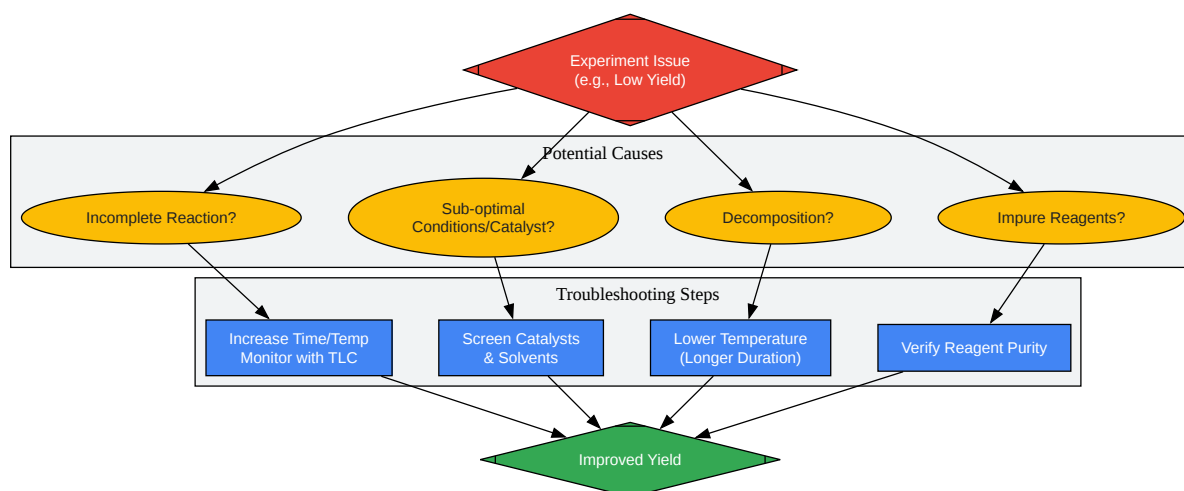 Experiment Issue
(e.g., Low Yield)
Potential Causes
Incomplete Reaction?
Sub-optimal
Conditions/Catalyst?
Decomposition?
Impure Reagents?
Troubleshooting Steps
Increase Time/Temp
Monitor with TLC
Screen Catalysts
& Solvents
Lower Temperature
(Longer Duration)
Verify Reagent Purity
Improved Yield